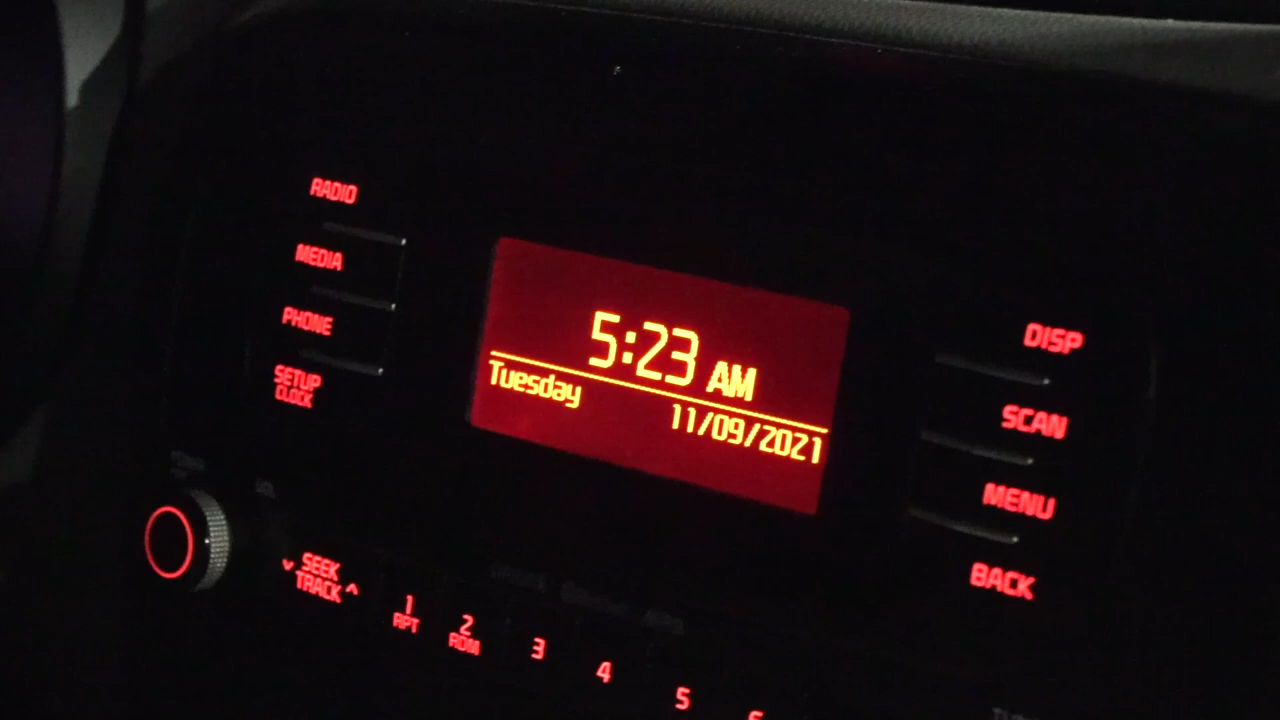 RADIO
MEDIA
PHONE
SETUP
CLOCK
5:23 AM
Tuesday
11/09/2021
DISP
SCAN
MENU
BACK
SEEK
TRACK
1
RPT
2
RDM
3
4
5
6